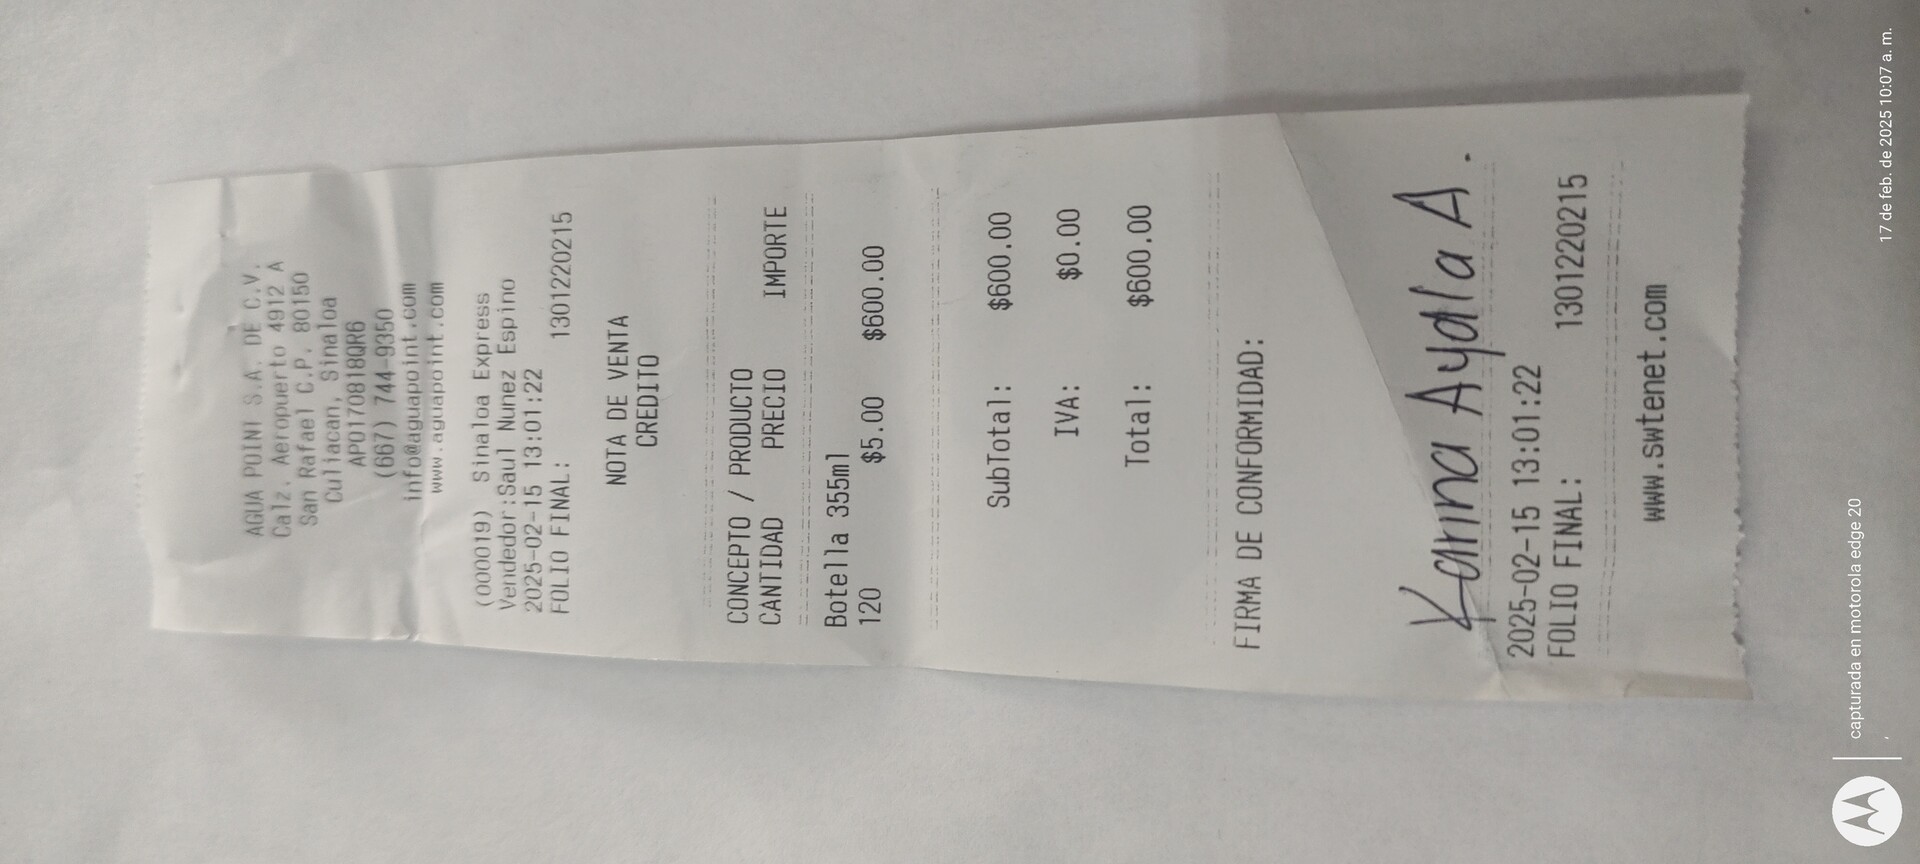 AGUA POINT S.A. DE C.V.
Calz. Aeropuerto 4912 A
San Rafael C.P. 80150
Culiacan, Sinaloa
APO170818QR6
(667) 744-9350
info@aguapoint.com
www.aguapoint.com
(000019) Sinaloa Express
Vendedor:Saul Nunez Espino
2025-02-15 13:01:22
FOLIO FINAL: 1301220215
NOTA DE VENTA
CREDITO
CONCEPTO / PRODUCTO
CANTIDAD PRECIO IMPORTE
Botella 355ml
120 $5.00 $600.00
SubTotal: $600.00
IVA: $0.00
Total: $600.00
FIRMA DE CONFORMIDAD:
Karina Ayala A.
2025-02-15 13:01:22
FOLIO FINAL: 1301220215
www.swtenet.com
capturada en motorola edge 20
17 de feb. de 2025 10:07 a. m.